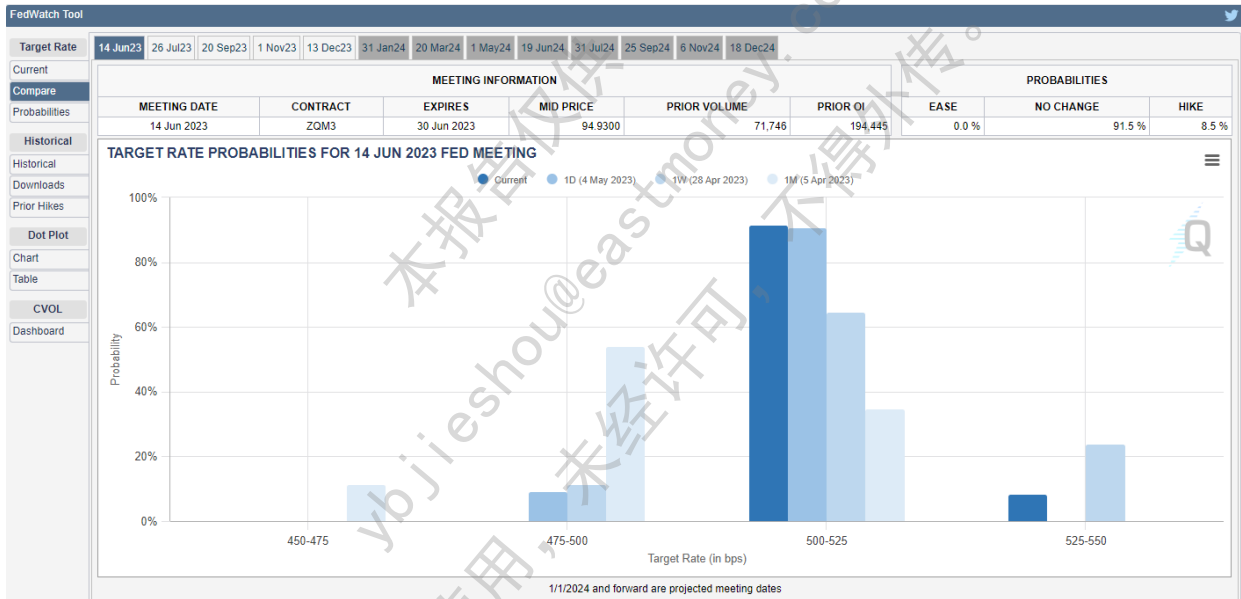 FedWatch Tool
Target Rate
Current
Compare
Probabilities
Historical
Historical
Downloads
Prior Hikes
Dot Plot
Chart
Table
CVOL
Dashboard
14 Jun23 26 Jul23 20 Sep23 1 Nov23 13 Dec23 31 Jan24 20 Mar24 1 May24 19 Jun24 31 Jul24 25 Sep24 6 Nov24 18 Dec24
MEETING INFORMATION PROBABILITIES
MEETING DATE CONTRACT EXPIRES MID PRICE PRIOR VOLUME PRIOR OI EASE NO CHANGE HIKE
14 Jun 2023 ZQM3 30 Jun 2023 94.9300 71,746 194,445 0.0 % 91.5 % 8.5 %
TARGET RATE PROBABILITIES FOR 14 JUN 2023 FED MEETING
Current 1D (4 May 2023) 1W (28 Apr 2023) 1M (5 Apr 2023)
Q
100%
80%
60%
40%
20%
0%
Probability
450-475 475-500 500-525 525-550
Target Rate (in bps)
1/1/2024 and forward are projected meeting dates
本报告仅供
ybjieshou@eastmoney.c
用,未经许可,不得外传。